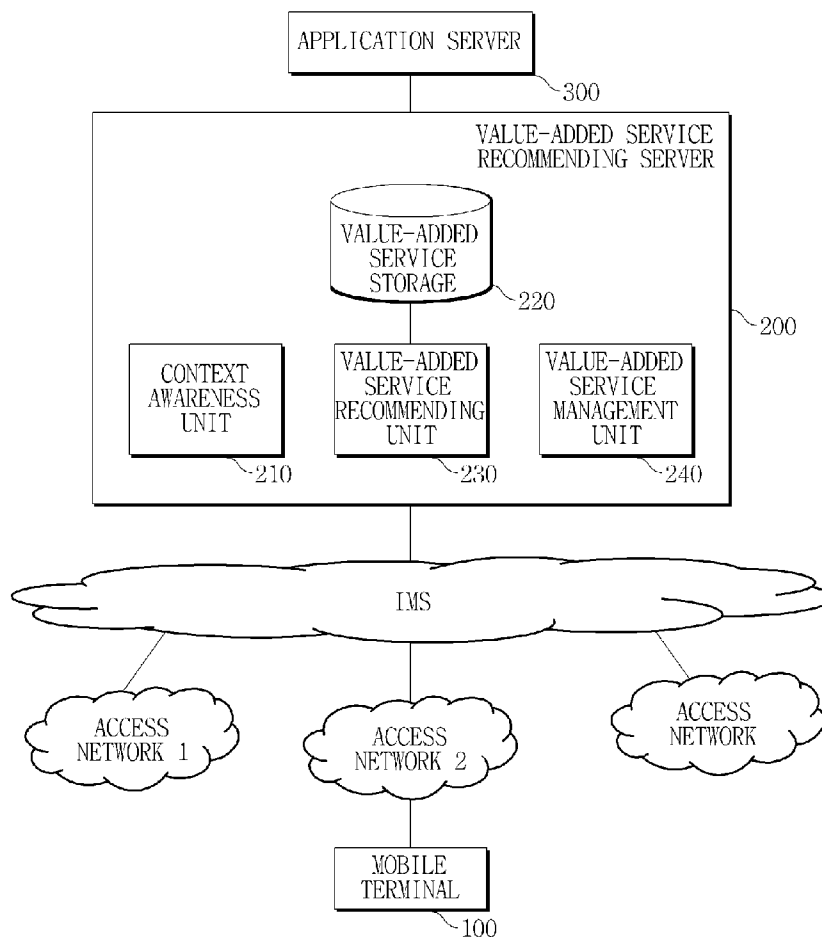 APPLICATION SERVER
300
VALUE-ADDED SERVICE
RECOMMENDING SERVER
VALUE-ADDED
SERVICE
STORAGE
220
200
CONTEXT
AWARENESS
UNIT
210
VALUE-ADDED
SERVICE
RECOMMENDING
UNIT
230
VALUE-ADDED
SERVICE
MANAGEMENT
UNIT
240
IMS
ACCESS
NETWORK 1
ACCESS
NETWORK 2
ACCESS
NETWORK
MOBILE
TERMINAL
100